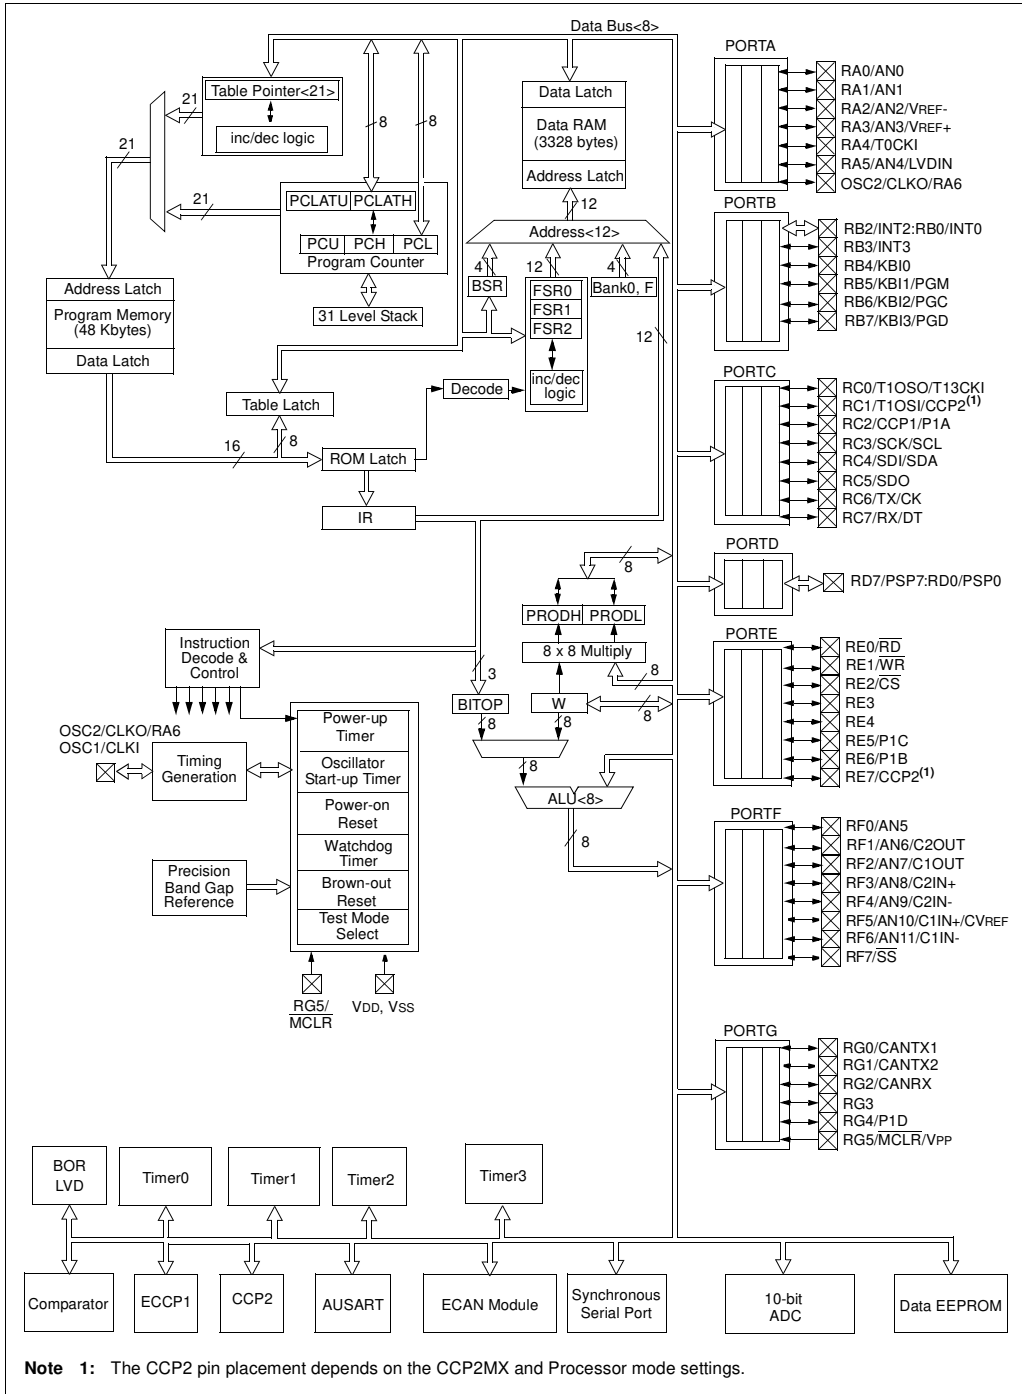 Data Bus<8>
Table Pointer<21>
inc/dec logic
21
21
21
8
8
PCLATU
PCLATH
PCU
PCH
PCL
Program Counter
31 Level Stack
Address Latch
Program Memory
(48 Kbytes)
Data Latch
Data Latch
Data RAM
(3328 bytes)
Address Latch
12
Address<12>
4
12
4
BSR
FSR0
FSR1
FSR2
Bank0, F
12
inc/dec
logic
Decode
Table Latch
16
8
ROM Latch
IR
8
PRODH
PRODL
8 x 8 Multiply
3
8
BITOP
W
8
8
8
8
ALU<8>
8
Instruction
Decode &
Control
OSC2/CLKO/RA6
OSC1/CLKI
Timing
Generation
Power-up
Timer
Oscillator
Start-up Timer
Power-on
Reset
Watchdog
Timer
Brown-out
Reset
Test Mode
Select
Precision
Band Gap
Reference
RG5/
MCLR
VDD, VSS
PORTA
RA0/AN0
RA1/AN1
RA2/AN2/VREF-
RA3/AN3/VREF+
RA4/T0CKI
RA5/AN4/LVDIN
OSC2/CLKO/RA6
PORTB
RB2/INT2:RB0/INT0
RB3/INT3
RB4/KBI0
RB5/KBI1/PGM
RB6/KBI2/PGC
RB7/KBI3/PGD
PORTC
RC0/T1OSO/T13CKI
RC1/T1OSI/CCP2(1)
RC2/CCP1/P1A
RC3/SCK/SCL
RC4/SDI/SDA
RC5/SDO
RC6/TX/CK
RC7/RX/DT
PORTD
RD7/PSP7:RD0/PSP0
PORTE
RE0/RD
RE1/WR
RE2/CS
RE3
RE4
RE5/P1C
RE6/P1B
RE7/CCP2(1)
PORTF
RF0/AN5
RF1/AN6/C2OUT
RF2/AN7/C1OUT
RF3/AN8/C2IN+
RF4/AN9/C2IN-
RF5/AN10/C1IN+/CVREF
RF6/AN11/C1IN-
RF7/SS
PORTG
RG0/CANTX1
RG1/CANTX2
RG2/CANRX
RG3
RG4/P1D
RG5/MCLR/VPP
BOR
LVD
Timer0
Timer1
Timer2
Timer3
Comparator
ECCP1
CCP2
AUSART
ECAN Module
Synchronous
Serial Port
10-bit
ADC
Data EEPROM
Note 1: The CCP2 pin placement depends on the CCP2MX and Processor mode settings.